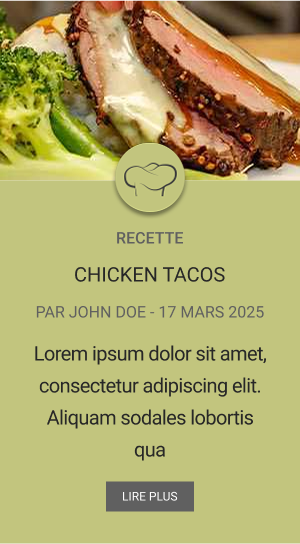 RECETTE
CHICKEN TACOS
PAR JOHN DOE - 17 MARS 2025
Lorem ipsum dolor sit amet,
consectetur adipiscing elit.
Aliquam sodales lobortis
qua
LIRE PLUS